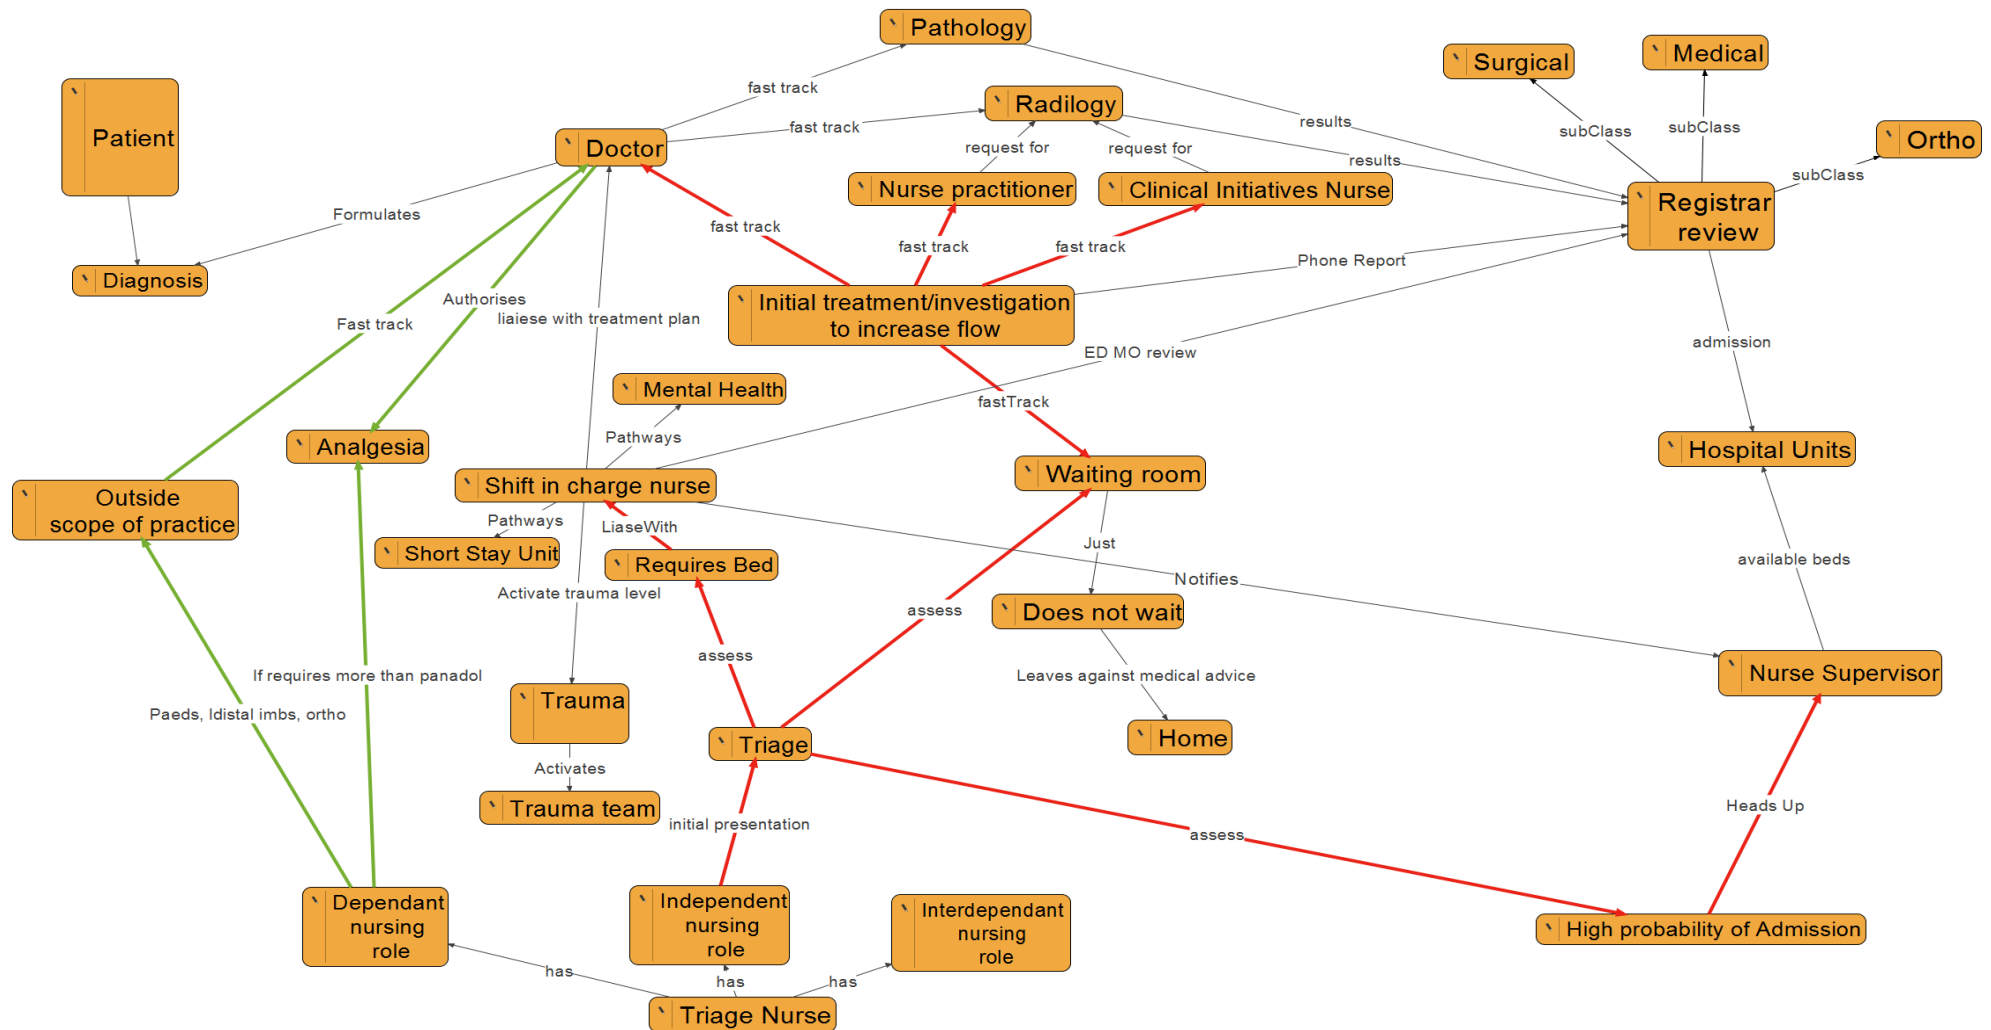 Pathology
Surgical
Medical
fast track
Patient
Radilogy
fast track
results
subClass
subClass
Ortho
Doctor
request for
request for
results
subClass
Nurse practitioner
Clinical Initiatives Nurse
Registrar
review
Formulates
fast track
fast track
fast track
Phone Report
Diagnosis
Authorises
Initial treatment/investigation
to increase flow
liaiese with treatment plan
Fast track
admission
ED MO review
Mental Health
fastTrack
Pathways
Analgesia
Hospital Units
Shift in charge nurse
Waiting room
Outside
scope of practice
Pathways
LiaseWith
Short Stay Unit
Just
Requires Bed
available beds
Notifies
Activate trauma level
assess
Does not wait
assess
If requires more than panadol
Leaves against medical advice
Nurse Supervisor
Trauma
Paeds, Idistal imbs, ortho
Triage
Home
Activates
Trauma team
initial presentation
assess
Heads Up
Dependant
nursing
role
Independent
nursing
role
Interdependant
nursing
role
High probability of Admission
has
has
has
Triage Nurse